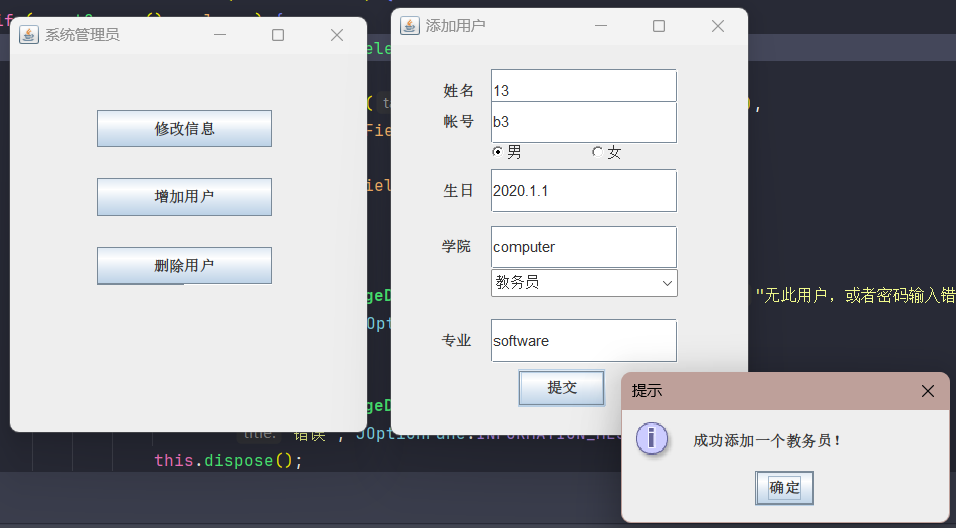 系统管理员
修改信息
增加用户
删除用户
添加用户
姓名 13
帐号 b3
男 女
生日 2020.1.1
学院 computer
教务员
专业 software
提交
提示
成功添加一个教务员！
确定
"无此用户，或者密码输入错
title: "错误", JOptionPane.INFORMATION_MES
this.dispose();